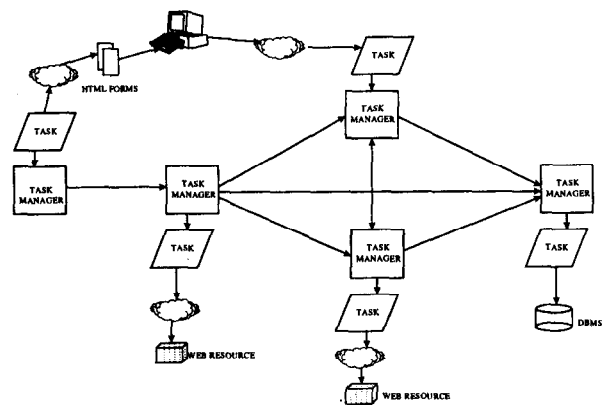 TASK
HTML FORMS
TASK
MANAGER
TASK
TASK
MANAGER
TASK
MANAGER
TASK
MANAGER
TASK
TASK
MANAGER
TASK
TASK
DBMS
WEB RESOURCE
WEB RESOURCE